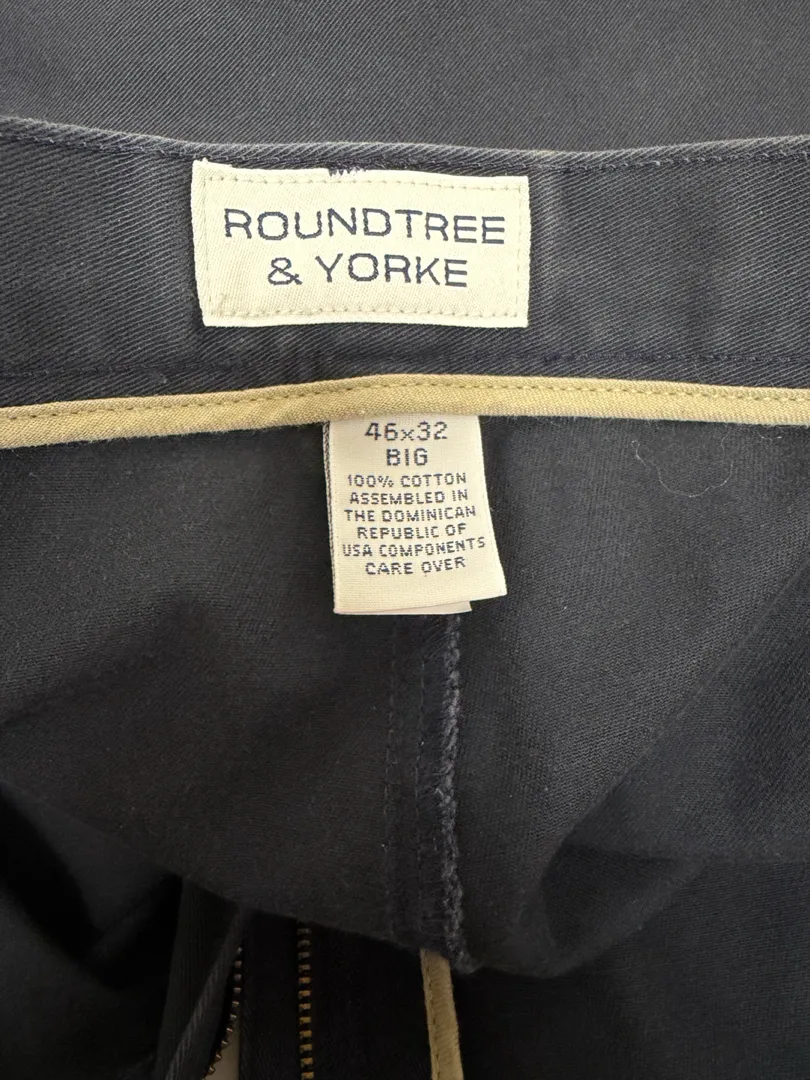 ROUNDTREE
& YORKE
46x32
BIG
100% COTTON
ASSEMBLED IN
THE DOMINICAN
REPUBLIC OF
USA COMPONENTS
CARE OVER